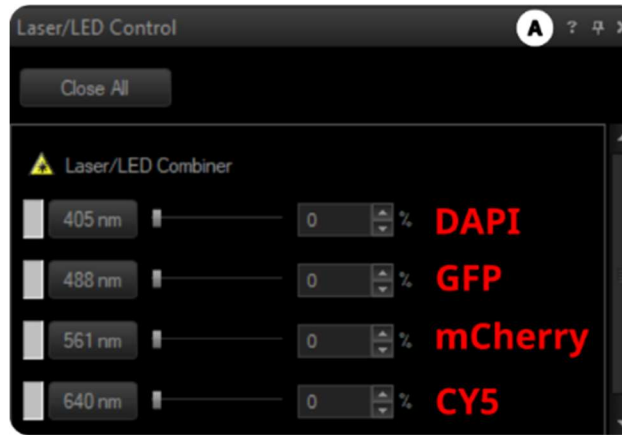 Laser/LED Control A ?
Close All
Laser/LED Combiner
405 nm 0 % DAPI
488 nm 0 % GFP
561 nm 0 % mCherry
640 nm 0 % CY5